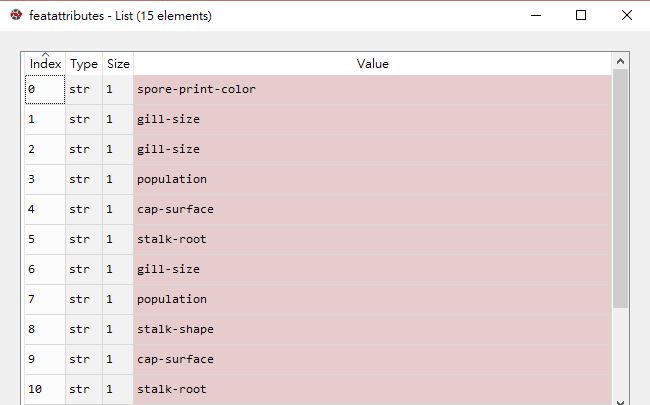 featattributes - List (15 elements)
Index Type Size Value
0 str 1 spore-print-color
1 str 1 gill-size
2 str 1 gill-size
3 str 1 population
4 str 1 cap-surface
5 str 1 stalk-root
6 str 1 gill-size
7 str 1 population
8 str 1 stalk-shape
9 str 1 cap-surface
10 str 1 stalk-root